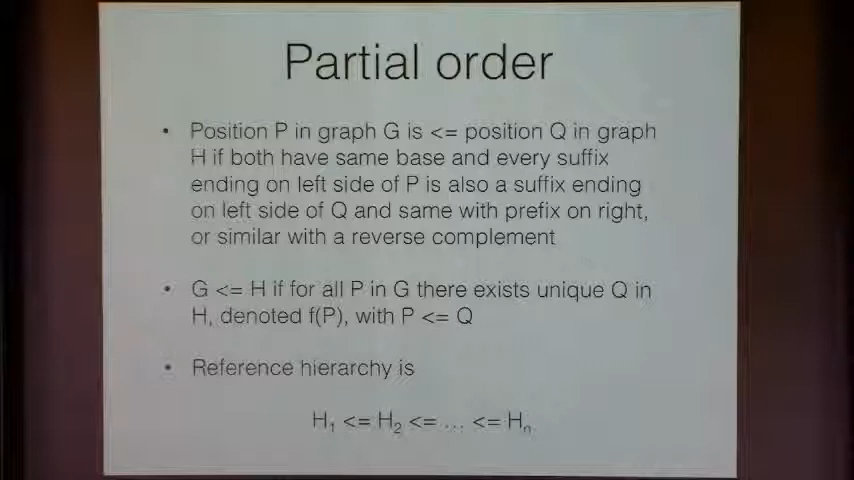 Partial order
• Position P in graph G is <= position Q in graph
H if both have same base and every suffix
ending on left side of P is also a suffix ending
on left side of Q and same with prefix on right,
or similar with a reverse complement
• G <= H if for all P in G there exists unique Q in
H, denoted f(P), with P <= Q
• Reference hierarchy is
H₁ <= H₂ <= ... <= Hₙ